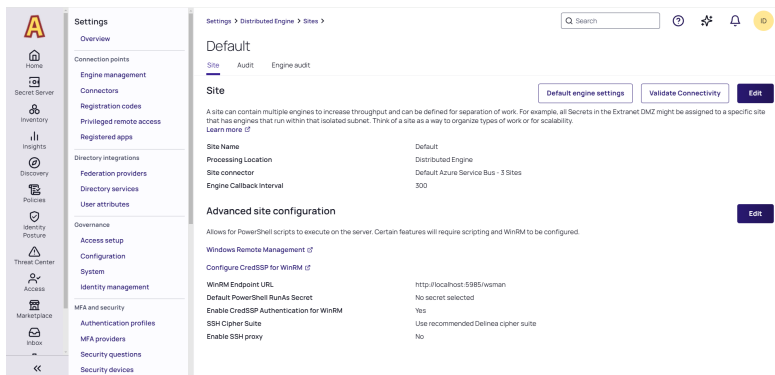 Settings
Overview
Connection points
Engine management
Connectors
Registration codes
Privileged remote access
Registered apps
Directory integrations
Federation providers
Directory services
User attributes
Governance
Access setup
Configuration
System
Identity management
MFA and security
Authentication profiles
MFA providers
Security questions
Security devices
Home
Secret Server
Inventory
Insights
Discovery
Policies
Identity
Posture
Threat Center
Access
Marketplace
Inbox
Settings > Distributed Engine > Sites >
Search
ID
Default
Site Audit Engine audit
Site
Default engine settings
Validate Connectivity
Edit
A site can contain multiple engines to increase throughput and can be defined for separation of work. For example, all Secrets in the Extranet DMZ might be assigned to a specific site
that has engines that run within that isolated subnet. Think of a site as a way to organize types of work or for scalability.
Learn more
Site Name Default
Processing Location Distributed Engine
Site connector Default Azure Service Bus - 3 Sites
Engine Callback Interval 300
Advanced site configuration
Edit
Allows for PowerShell scripts to execute on the server. Certain features will require scripting and WinRM to be configured.
Windows Remote Management
Configure CredSSP for WinRM
WinRM Endpoint URL http://localhost:5985/wsman
Default PowerShell RunAs Secret No secret selected
Enable CredSSP Authentication for WinRM Yes
SSH Cipher Suite Use recommended Delinea cipher suite
Enable SSH proxy No